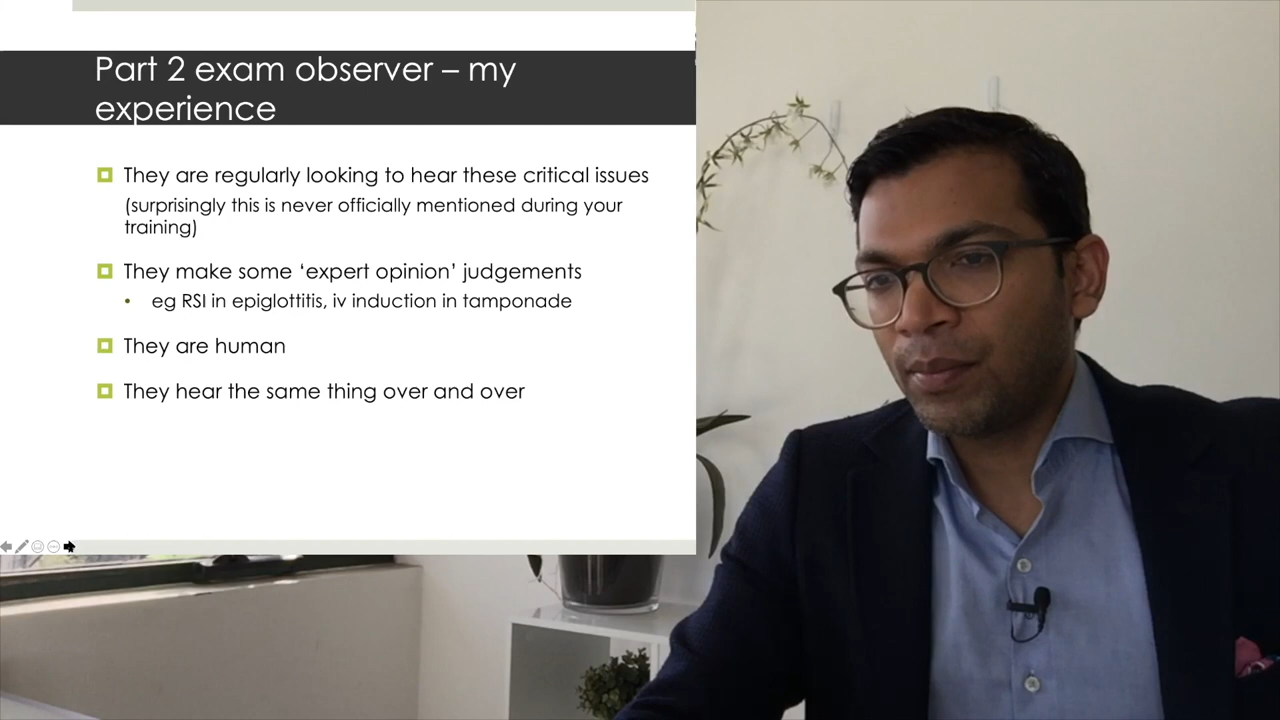 Part 2 exam observer – my
experience
They are regularly looking to hear these critical issues
(surprisingly this is never officially mentioned during your
training)
They make some ‘expert opinion’ judgements
eg RSI in epiglottitis, iv induction in tamponade
They are human
They hear the same thing over and over